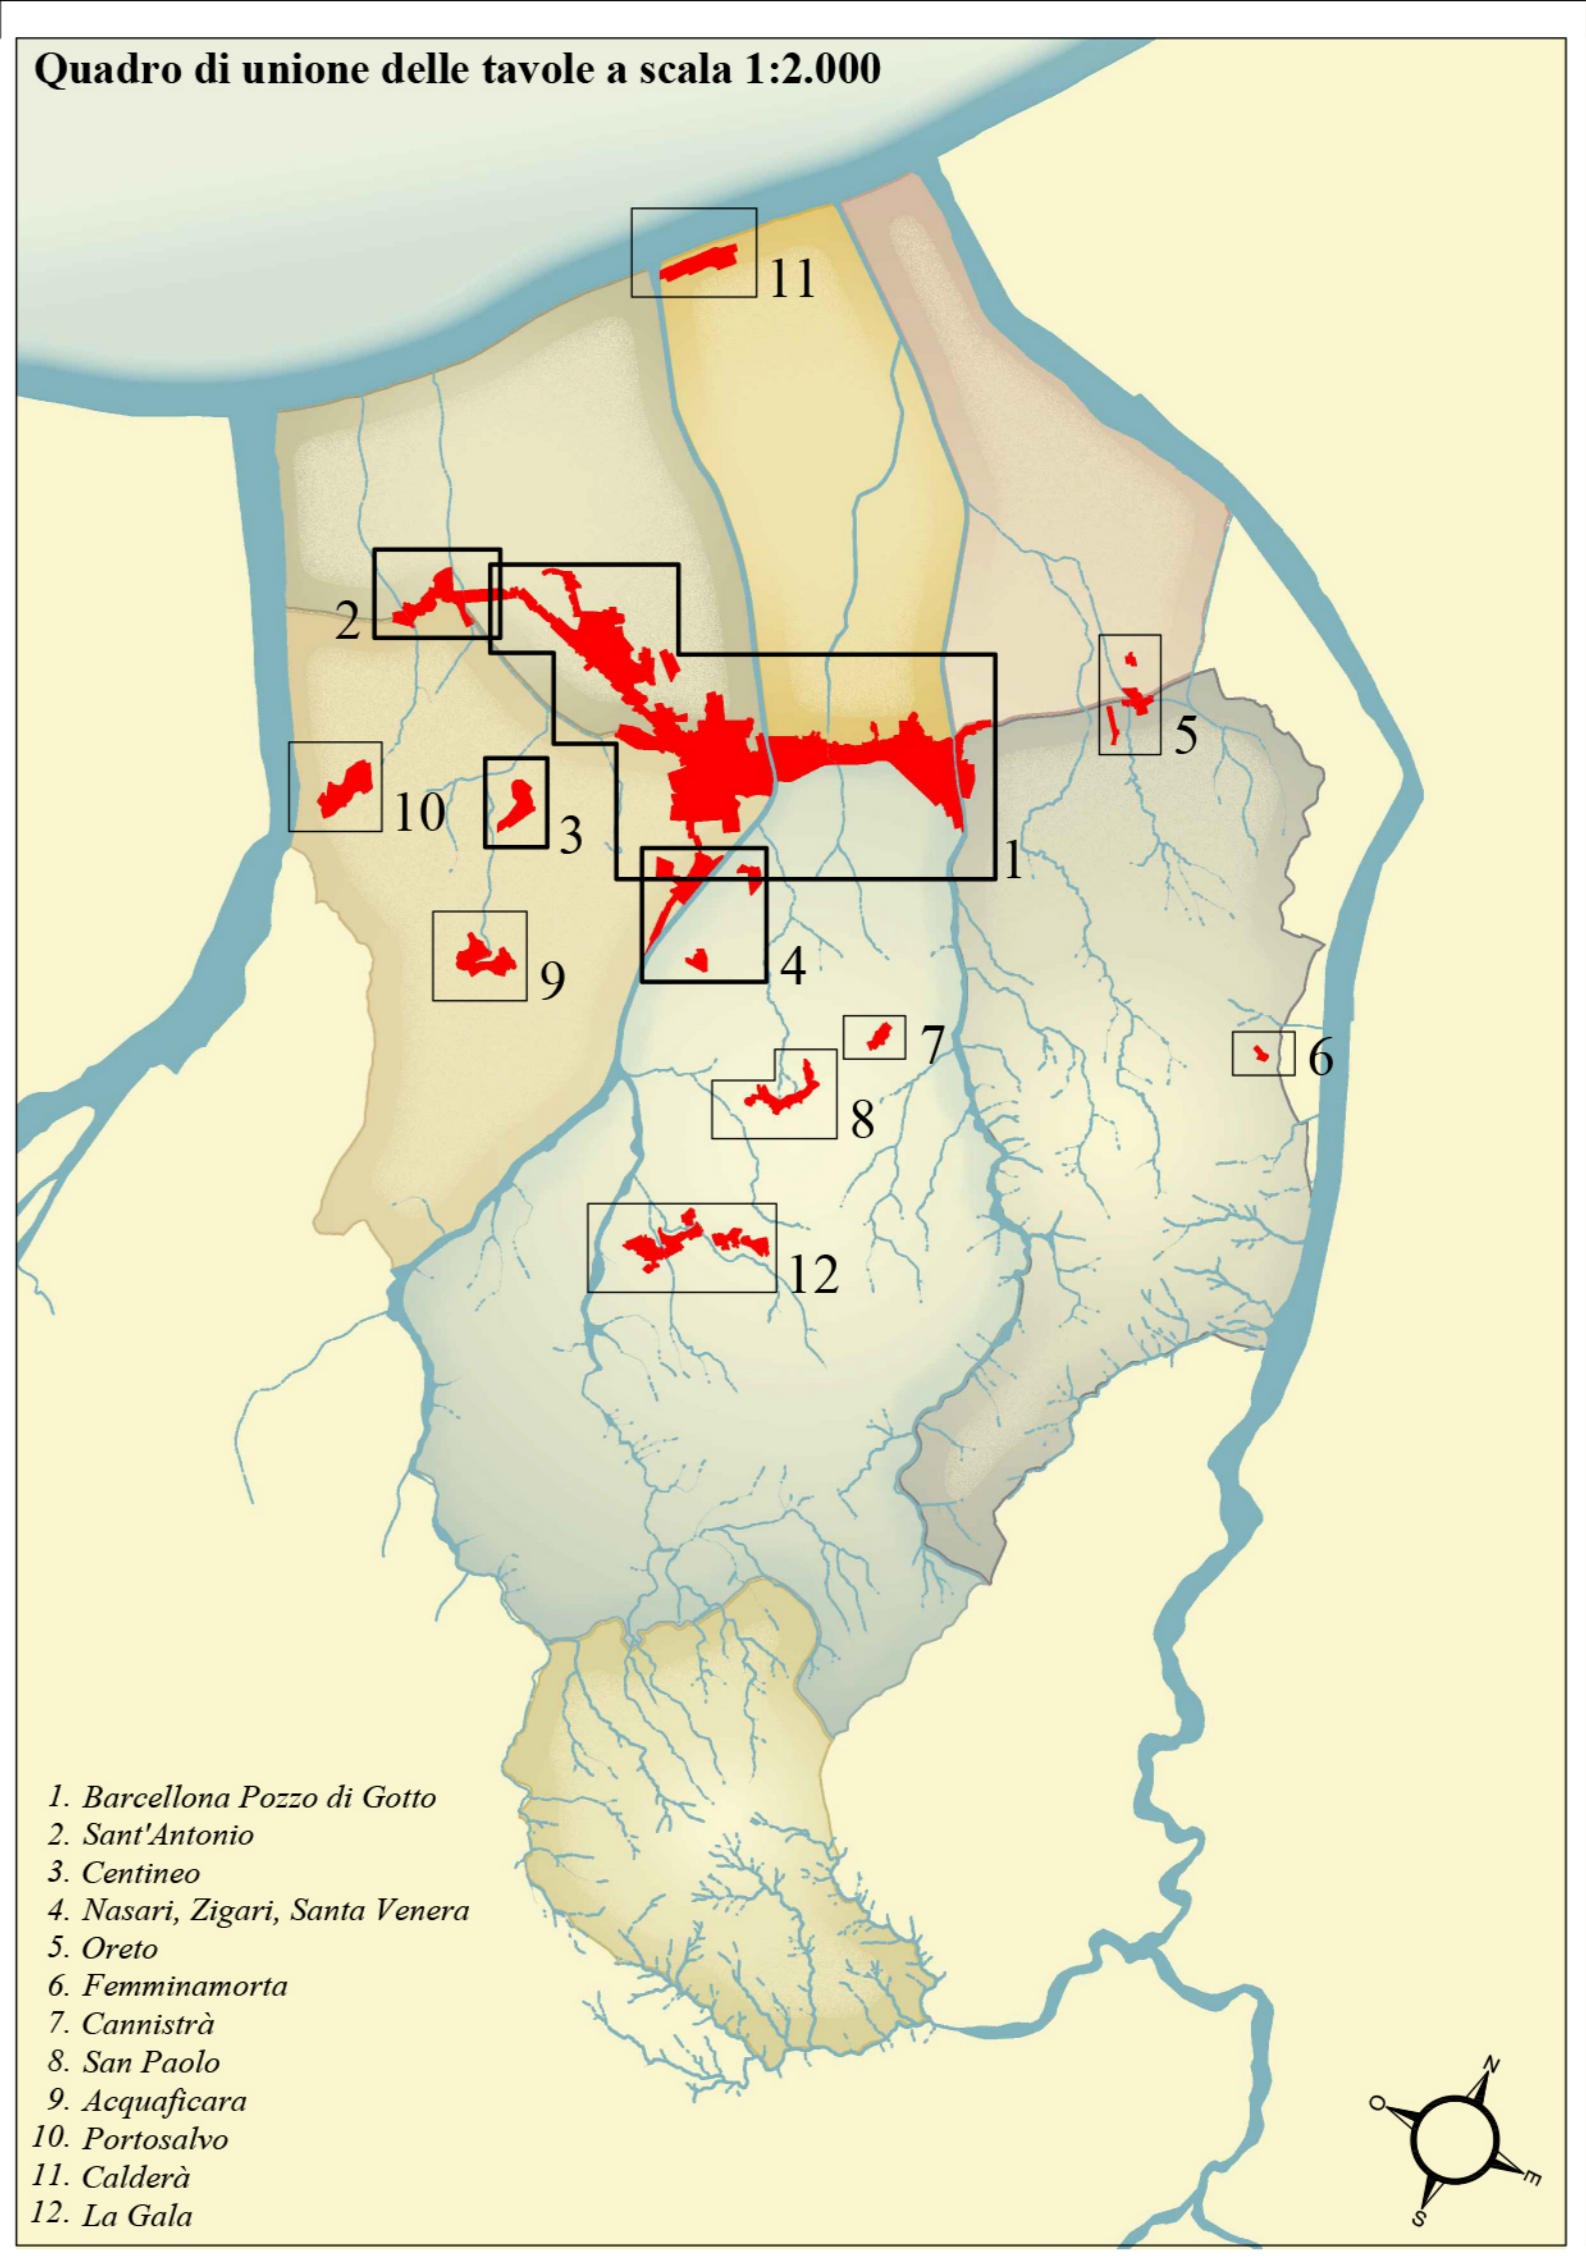 Quadro di unione delle tavole a scala 1:2.000
11
2
5
10
3
1
9
4
7
6
8
12
1. Barcellona Pozzo di Gotto
2. Sant'Antonio
3. Centineo
4. Nasari, Zigari, Santa Venera
5. Oreto
6. Femminamorta
7. Cannistrà
8. San Paolo
9. Acquaficara
10. Portosalvo
11. Calderà
12. La Gala
N
O
E
S